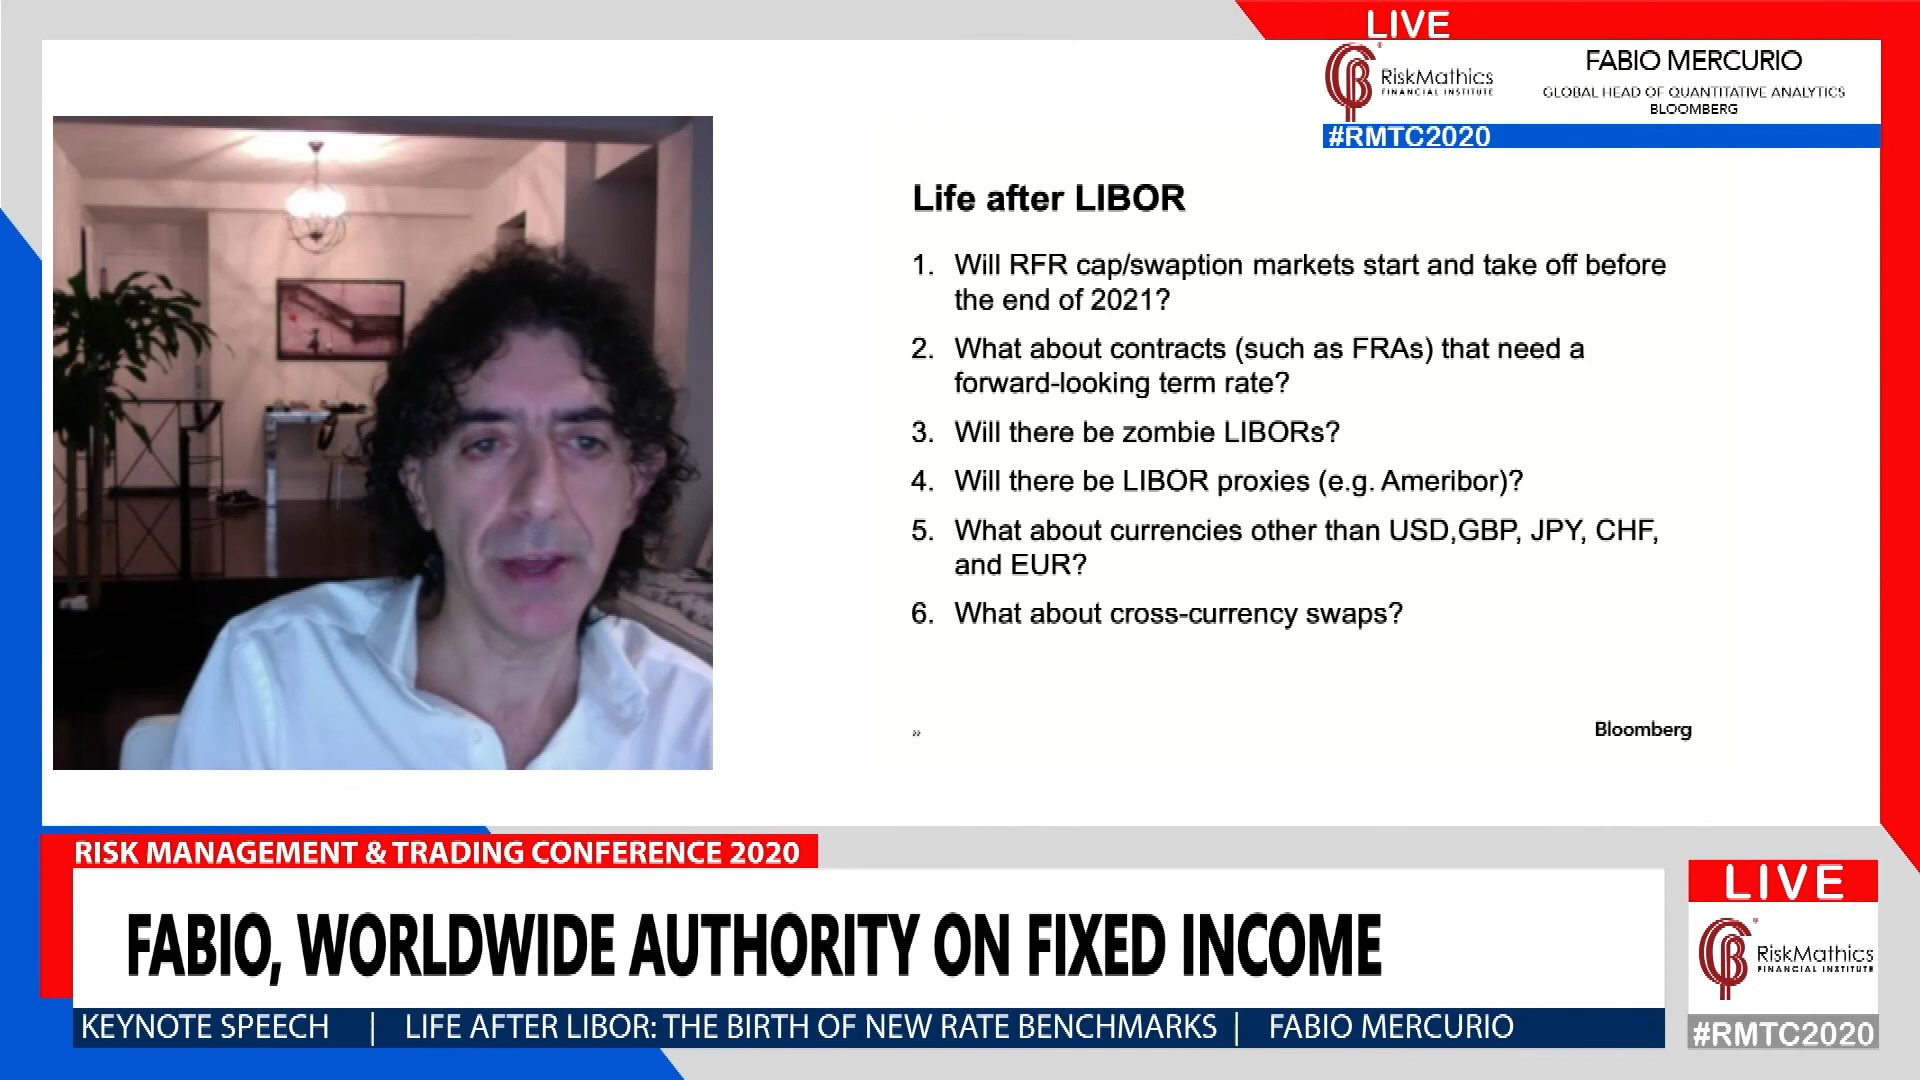 LIVE
RiskMathics
FINANCIAL INSTITUTE
FABIO MERCURIO
GLOBAL HEAD OF QUANTITATIVE ANALYTICS
BLOOMBERG
#RMTC2020
Life after LIBOR
1. Will RFR cap/swaption markets start and take off before
the end of 2021?
2. What about contracts (such as FRAs) that need a
forward-looking term rate?
3. Will there be zombie LIBORs?
4. Will there be LIBOR proxies (e.g. Ameribor)?
5. What about currencies other than USD,GBP, JPY, CHF,
and EUR?
6. What about cross-currency swaps?
Bloomberg
RISK MANAGEMENT & TRADING CONFERENCE 2020
FABIO, WORLDWIDE AUTHORITY ON FIXED INCOME
KEYNOTE SPEECH | LIFE AFTER LIBOR: THE BIRTH OF NEW RATE BENCHMARKS | FABIO MERCURIO
LIVE
RiskMathics
FINANCIAL INSTITUTE
#RMTC2020